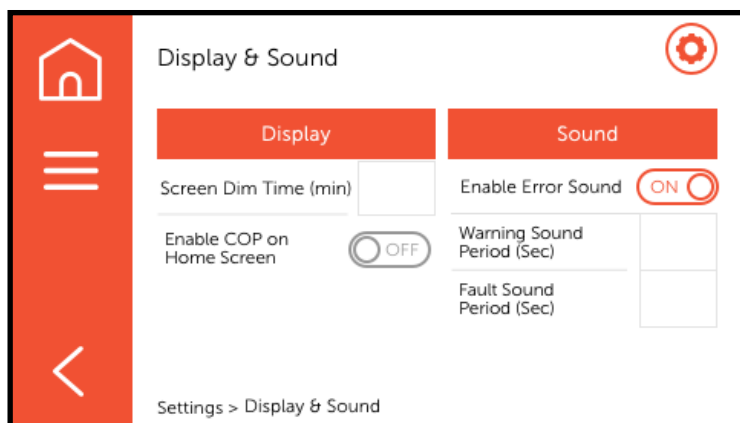 Display & Sound
Display
Sound
Screen Dim Time (min)
Enable COP on
Home Screen
OFF
Enable Error Sound
ON
Warning Sound
Period (Sec)
Fault Sound
Period (Sec)
Settings > Display & Sound